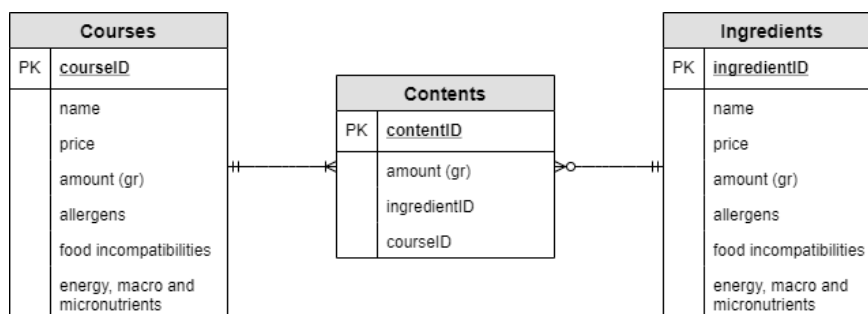 Courses
PK courseID
name
price
amount (gr)
allergens
food incompatibilities
energy, macro and
micronutrients
Contents
PK contentID
amount (gr)
ingredientID
courseID
Ingredients
PK ingredientID
name
price
amount (gr)
allergens
food incompatibilities
energy, macro and
micronutrients